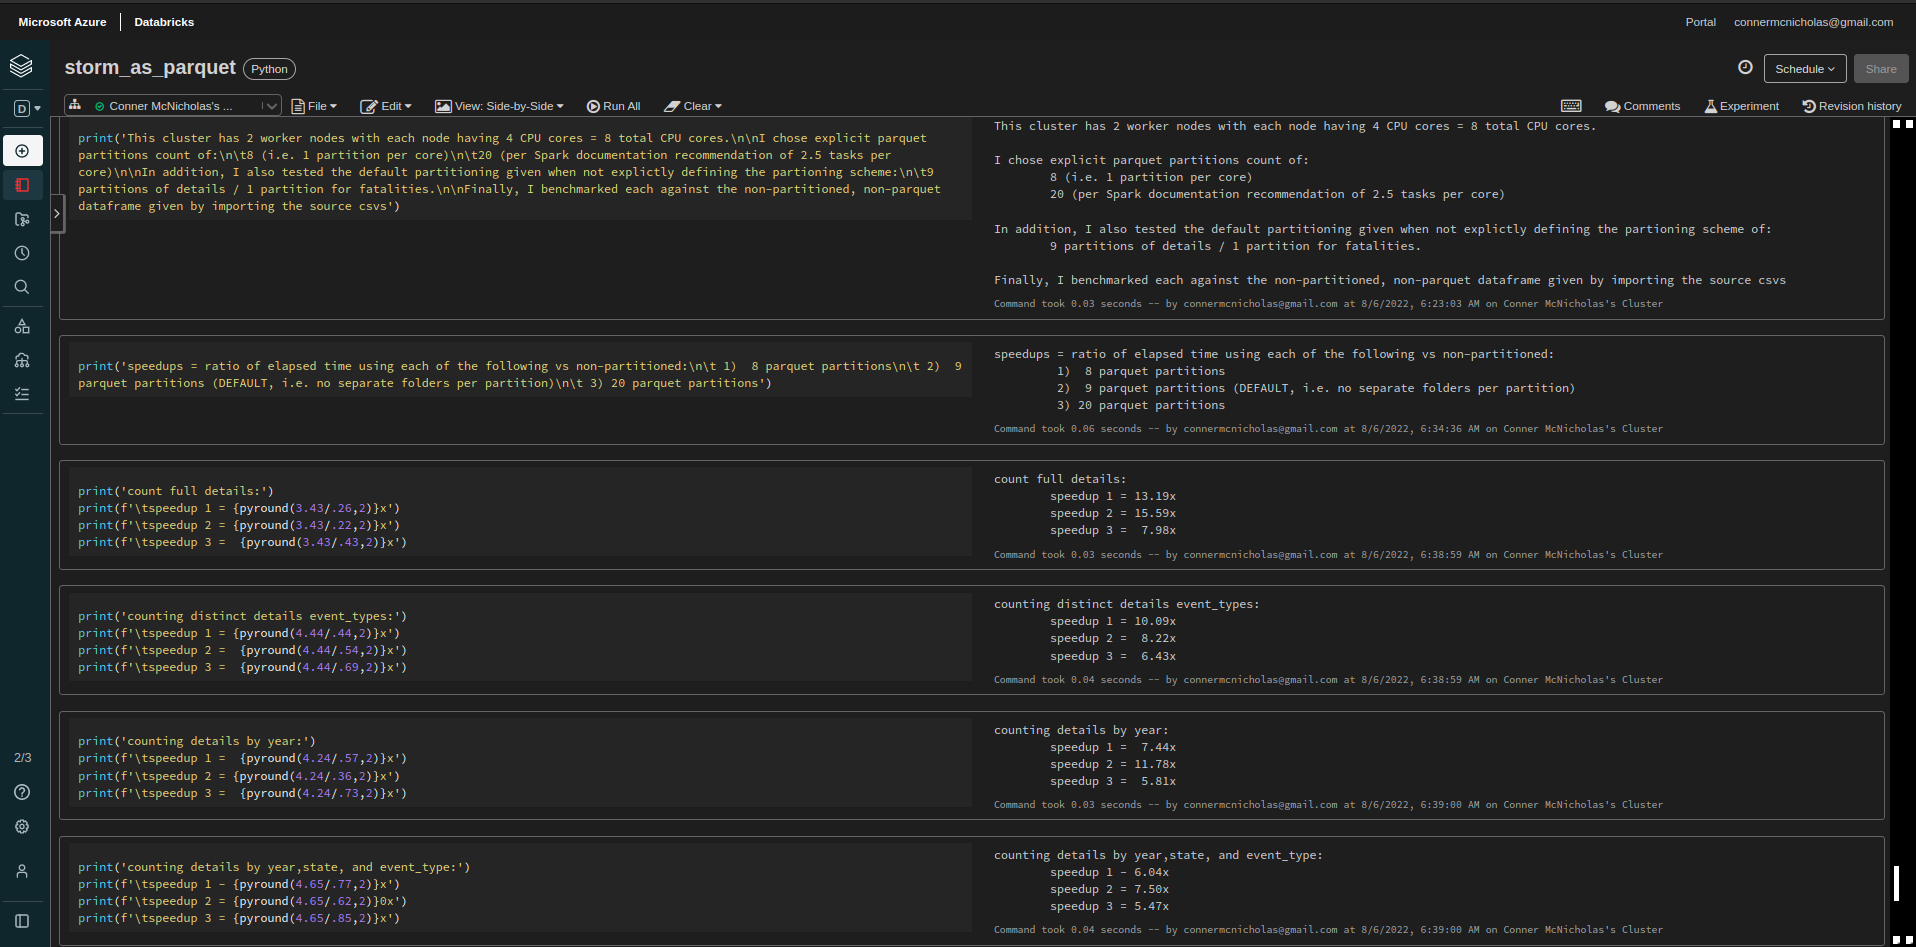 Microsoft Azure Databricks
Portal connermcnicholas@gmail.com
storm_as_parquet Python
Schedule Share
D
Conner McNicholas's ... File Edit View: Side-by-Side Run All Clear
Comments Experiment Revision history
print('This cluster has 2 worker nodes with each node having 4 CPU cores = 8 total CPU cores.\n\nI chose explicit parquet
partitions count of:\n\t8 (i.e. 1 partition per core)\n\t20 (per Spark documentation recommendation of 2.5 tasks per
core)\n\nIn addition, I also tested the default partitioning given when not explictly defining the partioning scheme:\n\t9
partitions of details / 1 partition for fatalities.\n\nFinally, I benchmarked each against the non-partitioned, non-parquet
dataframe given by importing the source csvs')
This cluster has 2 worker nodes with each node having 4 CPU cores = 8 total CPU cores.
I chose explicit parquet partitions count of:
8 (i.e. 1 partition per core)
20 (per Spark documentation recommendation of 2.5 tasks per core)
In addition, I also tested the default partitioning given when not explictly defining the partioning scheme of:
9 partitions of details / 1 partition for fatalities.
Finally, I benchmarked each against the non-partitioned, non-parquet dataframe given by importing the source csvs
Command took 0.03 seconds -- by connermcnicholas@gmail.com at 8/6/2022, 6:23:03 AM on Conner McNicholas's Cluster
print('speedups = ratio of elapsed time using each of the following vs non-partitioned:\n\t 1)  8 parquet partitions\n\t 2)  9
parquet partitions (DEFAULT, i.e. no separate folders per partition)\n\t 3) 20 parquet partitions')
speedups = ratio of elapsed time using each of the following vs non-partitioned:
1)  8 parquet partitions
2)  9 parquet partitions (DEFAULT, i.e. no separate folders per partition)
3) 20 parquet partitions
Command took 0.06 seconds -- by connermcnicholas@gmail.com at 8/6/2022, 6:34:36 AM on Conner McNicholas's Cluster
print('count full details:')
print(f'\tspeedup 1 = {pyround(3.43/.26,2)}x')
print(f'\tspeedup 2 = {pyround(3.43/.22,2)}x')
print(f'\tspeedup 3 =  {pyround(3.43/.43,2)}x')
count full details:
speedup 1 = 13.19x
speedup 2 = 15.59x
speedup 3 =  7.98x
Command took 0.03 seconds -- by connermcnicholas@gmail.com at 8/6/2022, 6:38:59 AM on Conner McNicholas's Cluster
print('counting distinct details event_types:')
print(f'\tspeedup 1 = {pyround(4.44/.44,2)}x')
print(f'\tspeedup 2 =  {pyround(4.44/.54,2)}x')
print(f'\tspeedup 3 =  {pyround(4.44/.69,2)}x')
counting distinct details event_types:
speedup 1 = 10.09x
speedup 2 =  8.22x
speedup 3 =  6.43x
Command took 0.04 seconds -- by connermcnicholas@gmail.com at 8/6/2022, 6:38:59 AM on Conner McNicholas's Cluster
print('counting details by year:')
print(f'\tspeedup 1 =  {pyround(4.24/.57,2)}x')
print(f'\tspeedup 2 = {pyround(4.24/.36,2)}x')
print(f'\tspeedup 3 =  {pyround(4.24/.73,2)}x')
counting details by year:
speedup 1 =  7.44x
speedup 2 = 11.78x
speedup 3 =  5.81x
Command took 0.03 seconds -- by connermcnicholas@gmail.com at 8/6/2022, 6:39:00 AM on Conner McNicholas's Cluster
2/3
print('counting details by year,state, and event_type:')
print(f'\tspeedup 1 - {pyround(4.65/.77,2)}x')
print(f'\tspeedup 2 = {pyround(4.65/.62,2)}0x')
print(f'\tspeedup 3 = {pyround(4.65/.85,2)}x')
counting details by year,state, and event_type:
speedup 1 - 6.04x
speedup 2 = 7.50x
speedup 3 = 5.47x
Command took 0.04 seconds -- by connermcnicholas@gmail.com at 8/6/2022, 6:39:00 AM on Conner McNicholas's Cluster